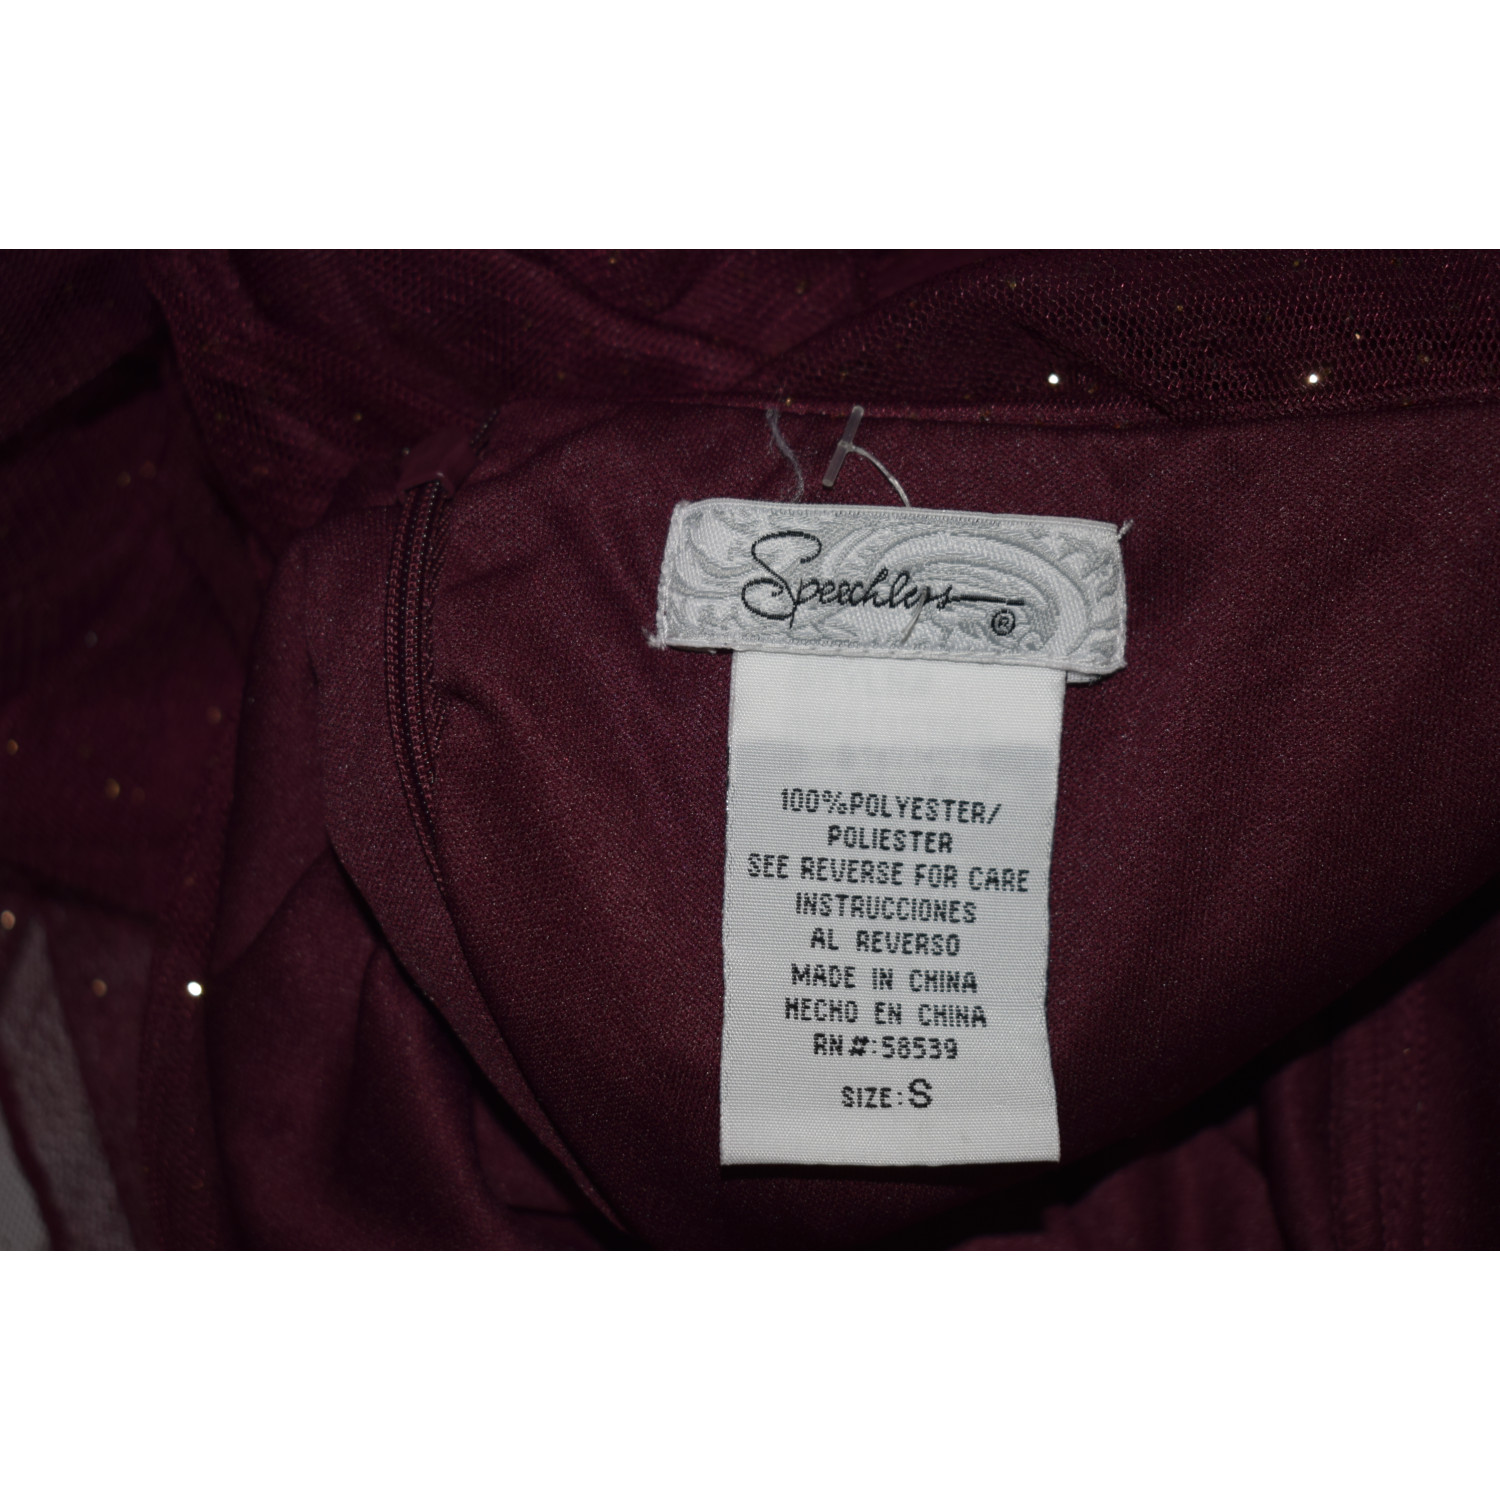 Speechless
®
100%POLYESTER/
POLIESTER
SEE REVERSE FOR CARE
INSTRUCCIONES
AL REVERSO
MADE IN CHINA
HECHO EN CHINA
RN#:58539
SIZE:S